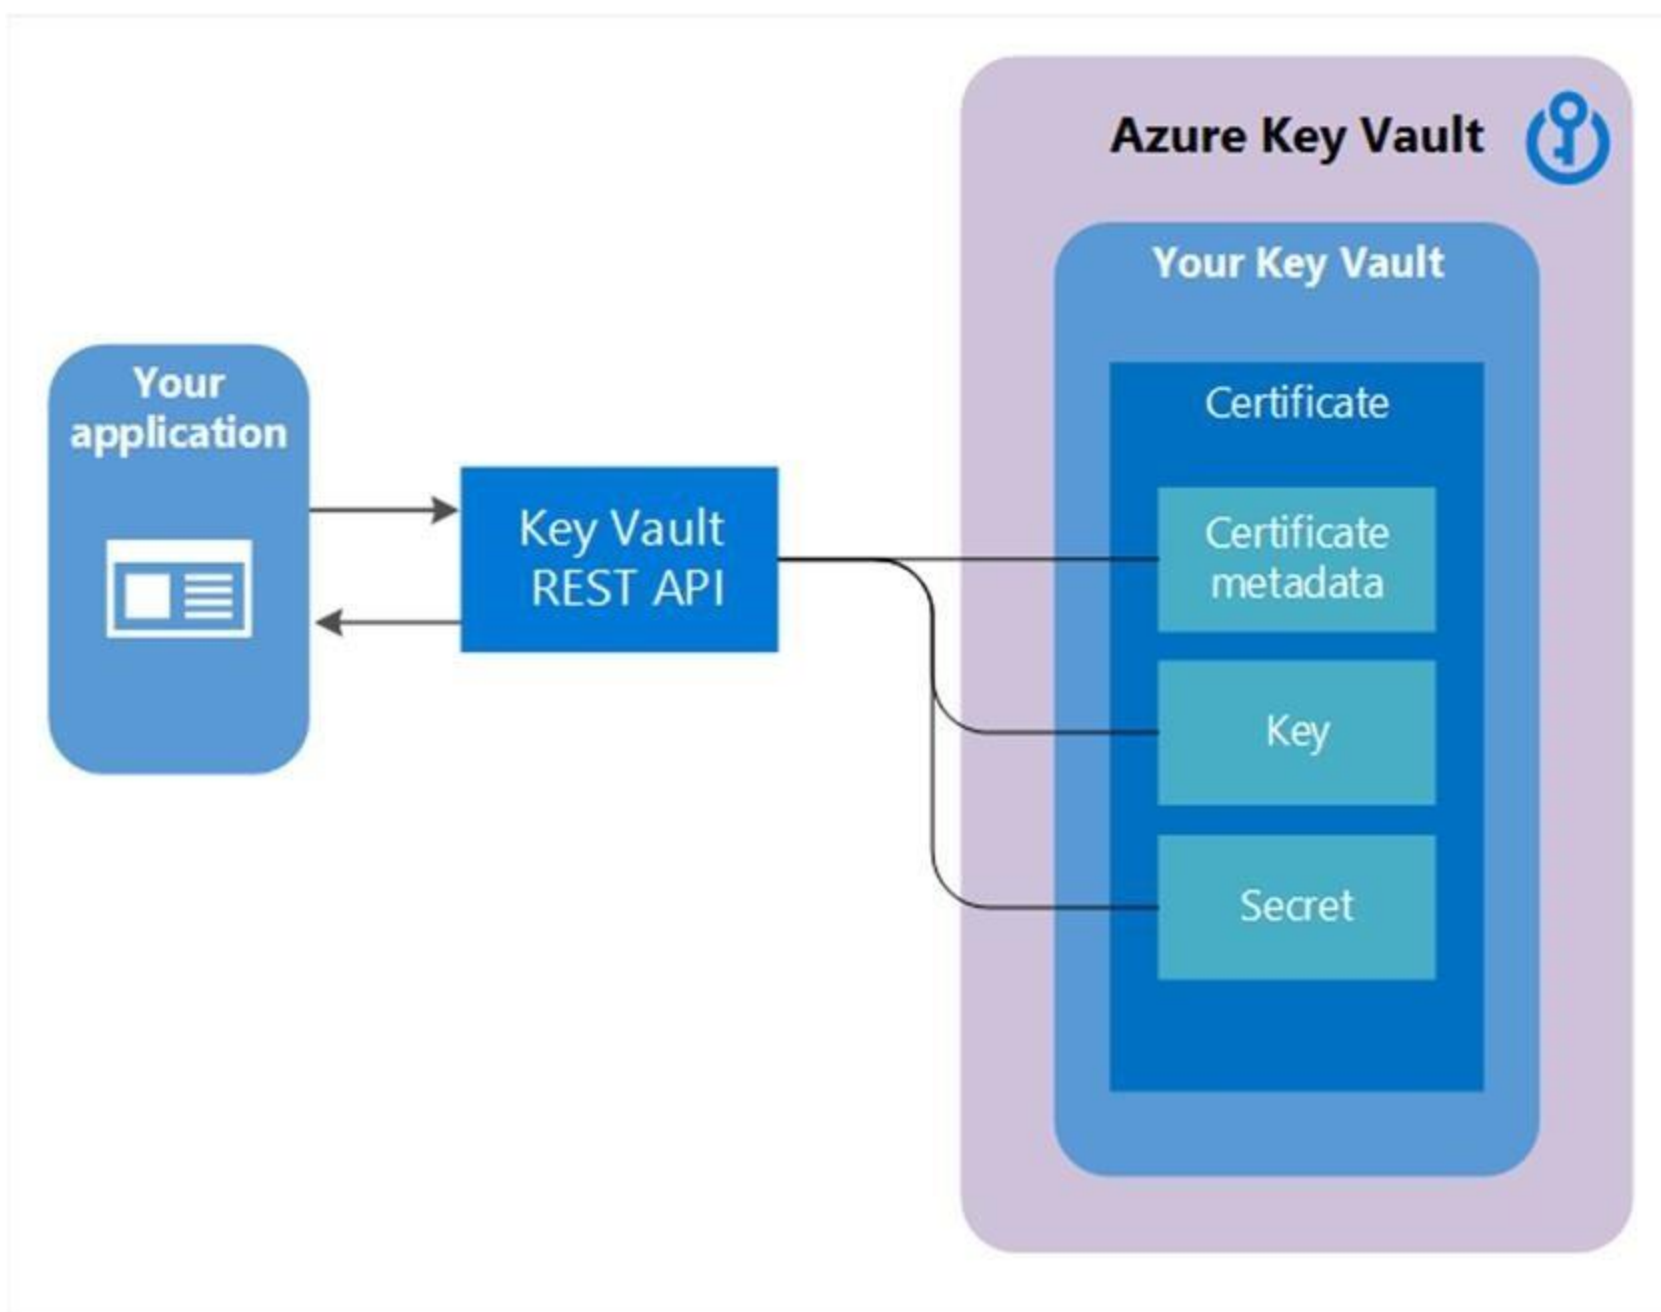 Azure Key Vault
Your Key Vault
Your
application
Certificate
Key Vault
REST API
Certificate
metadata
Key
Secret